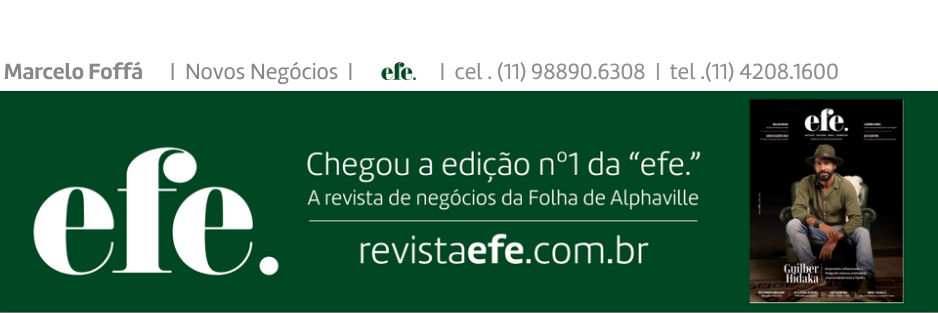 Marcelo Foffá | Novos Negócios | efe. | cel . (11) 98890.6308 | tel .(11) 4208.1600
efe.
Chegou a edição nº1 da “efe.”
A revista de negócios da Folha de Alphaville
revistaefe.com.br
efe.
Guilber
Hidaka